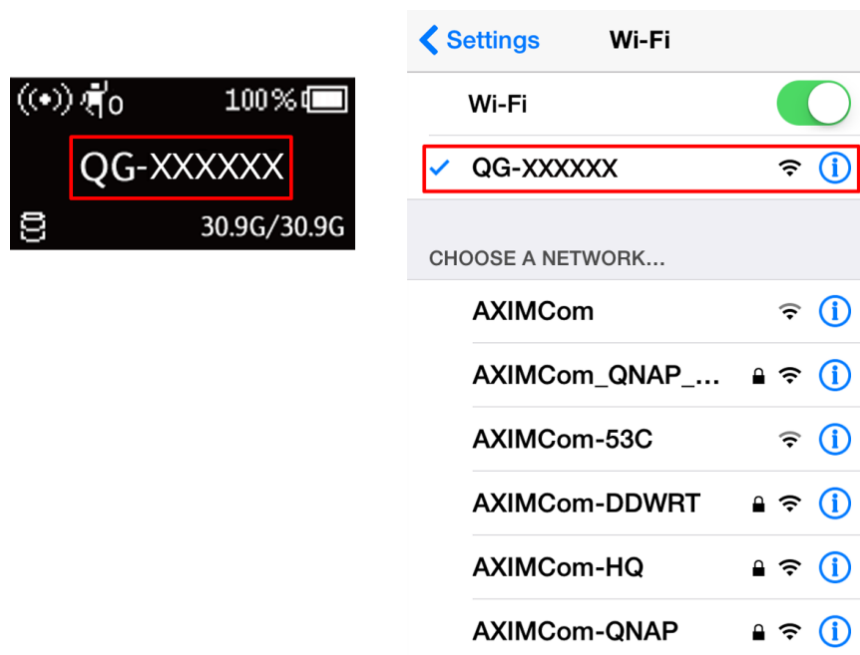 0 100%
QG-XXXXXX
30.9G/30.9G
Settings Wi-Fi
Wi-Fi
QG-XXXXXX
CHOOSE A NETWORK...
AXIMCom
AXIMCom_QNAP_...
AXIMCom-53C
AXIMCom-DDWRT
AXIMCom-HQ
AXIMCom-QNAP